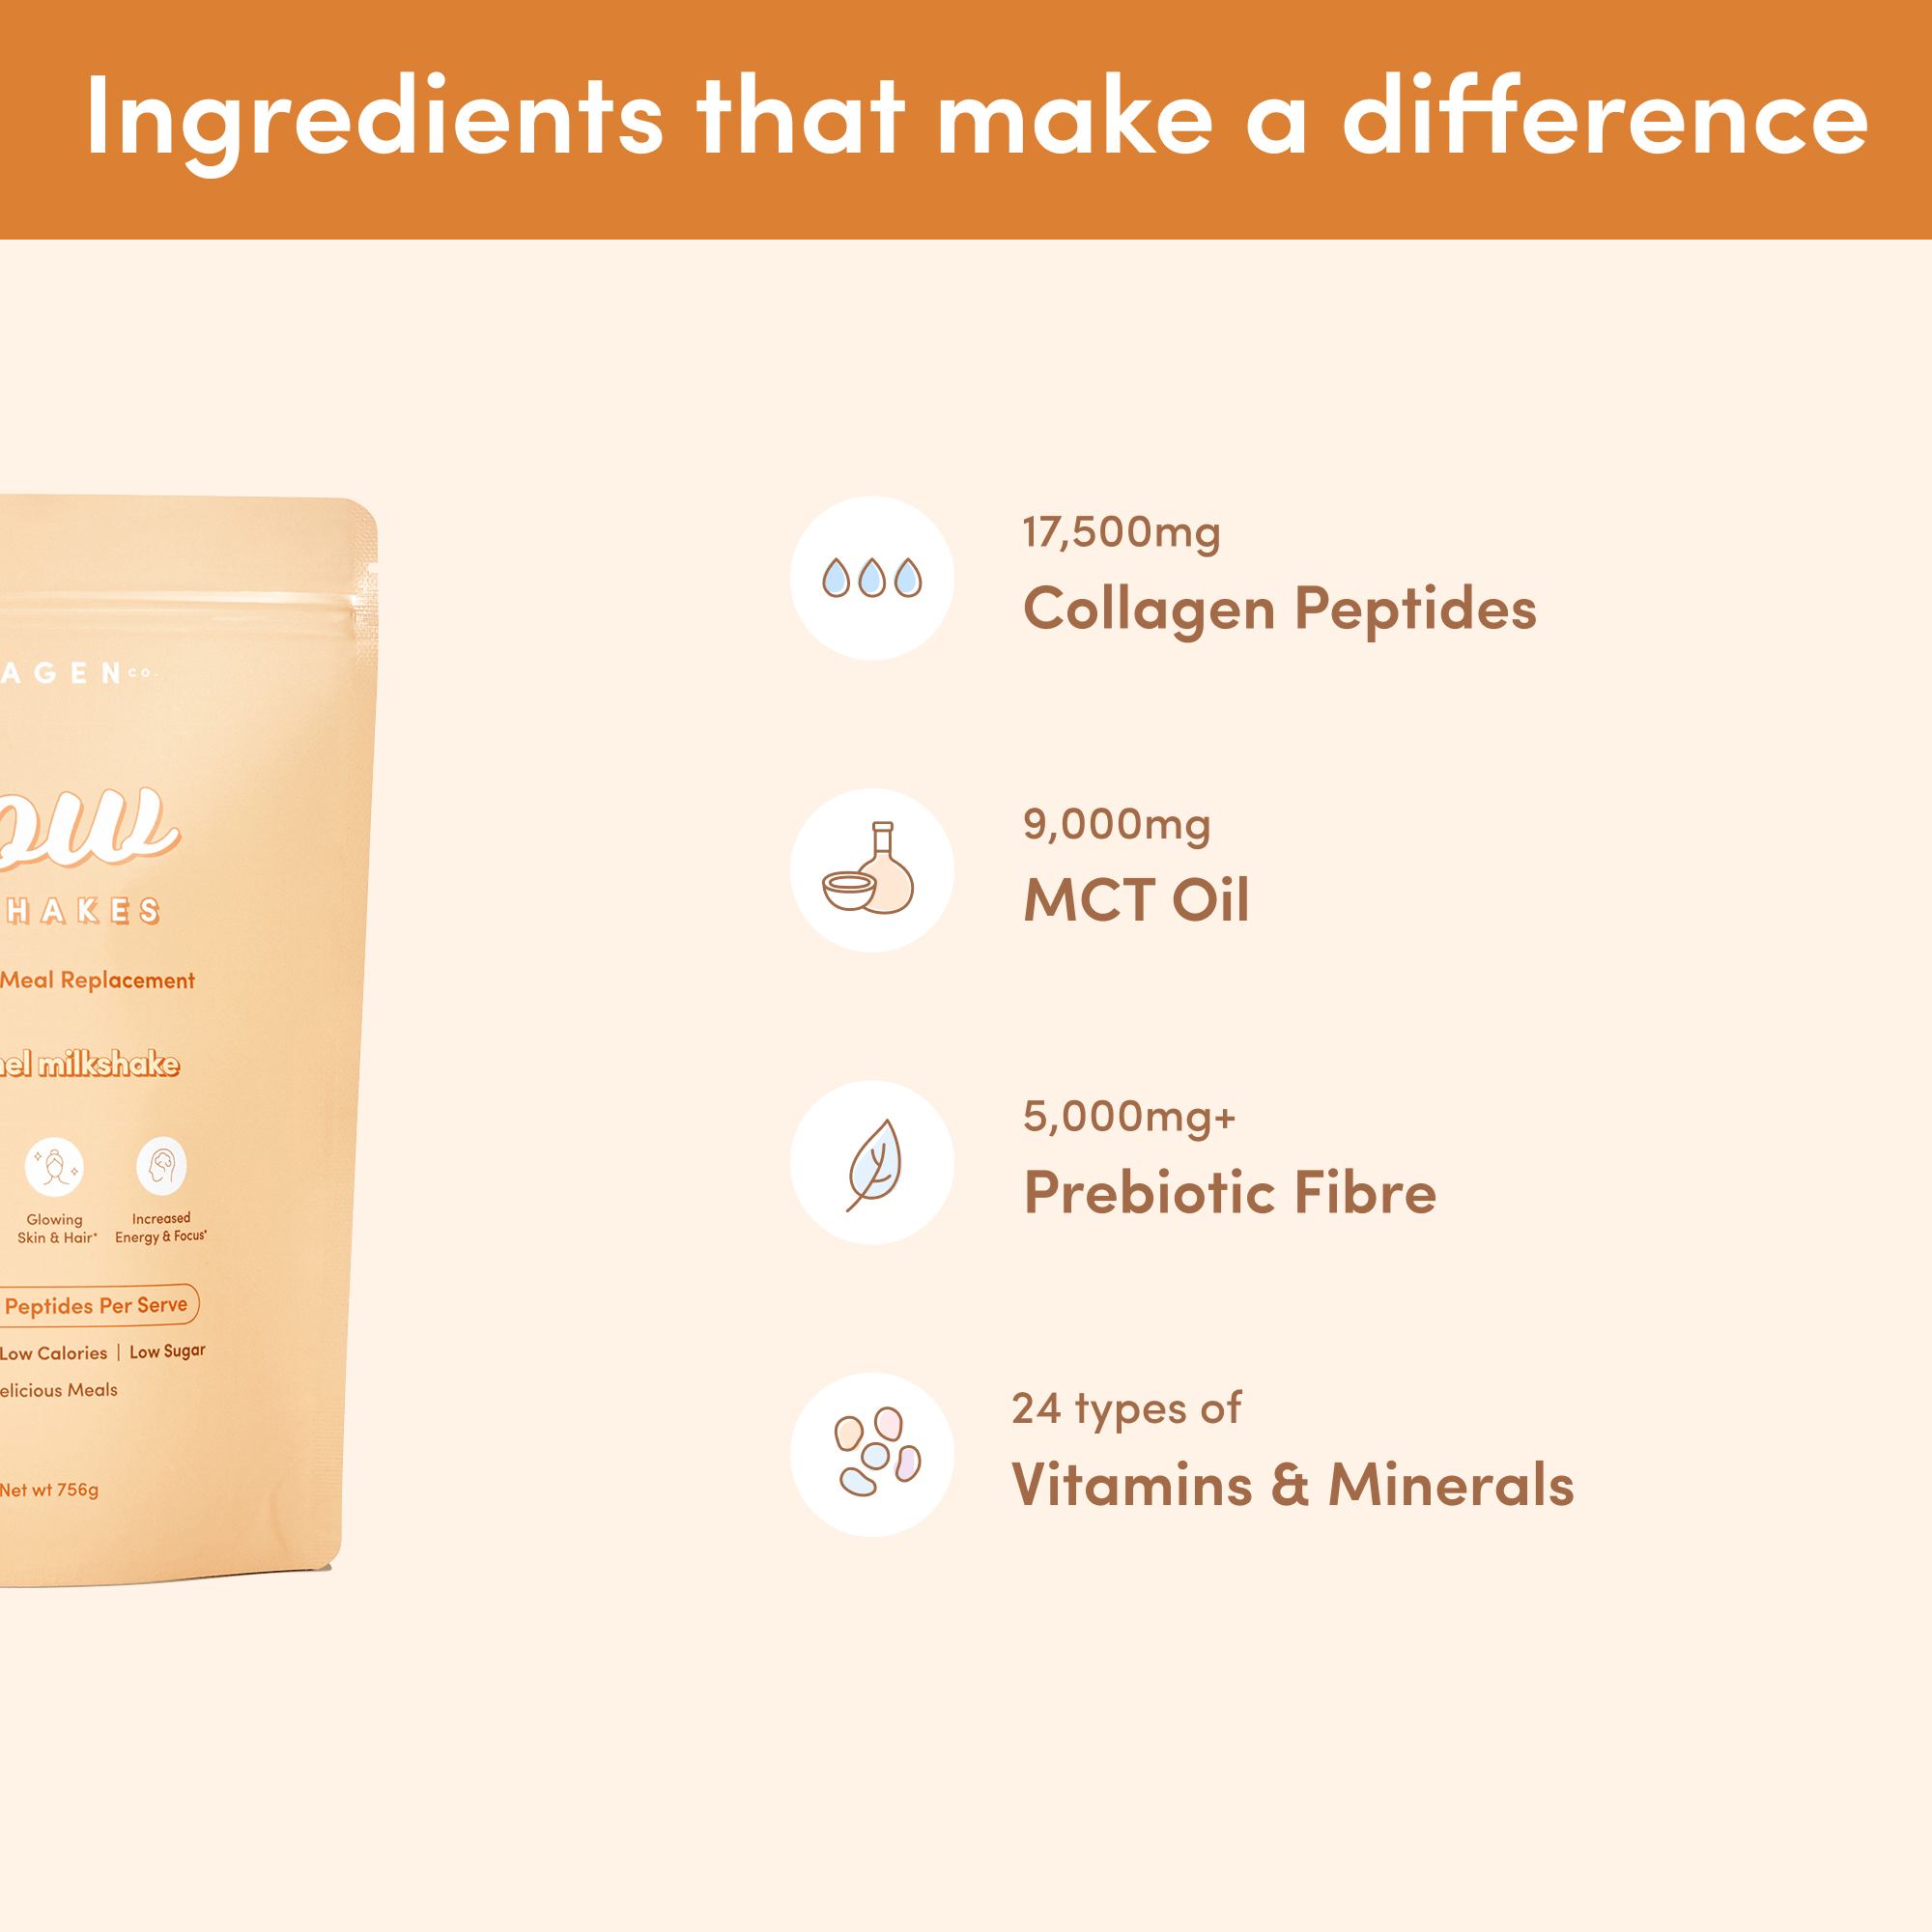 Ingredients that make a difference
AGEN CO.
ow
HAKES
Meal Replacement
el milkshake
Glowing
Skin & Hair*
Increased
Energy & Focus*
Peptides Per Serve
Low Calories | Low Sugar
elicious Meals
Net wt 756g
17,500mg
Collagen Peptides
9,000mg
MCT Oil
5,000mg+
Prebiotic Fibre
24 types of
Vitamins & Minerals